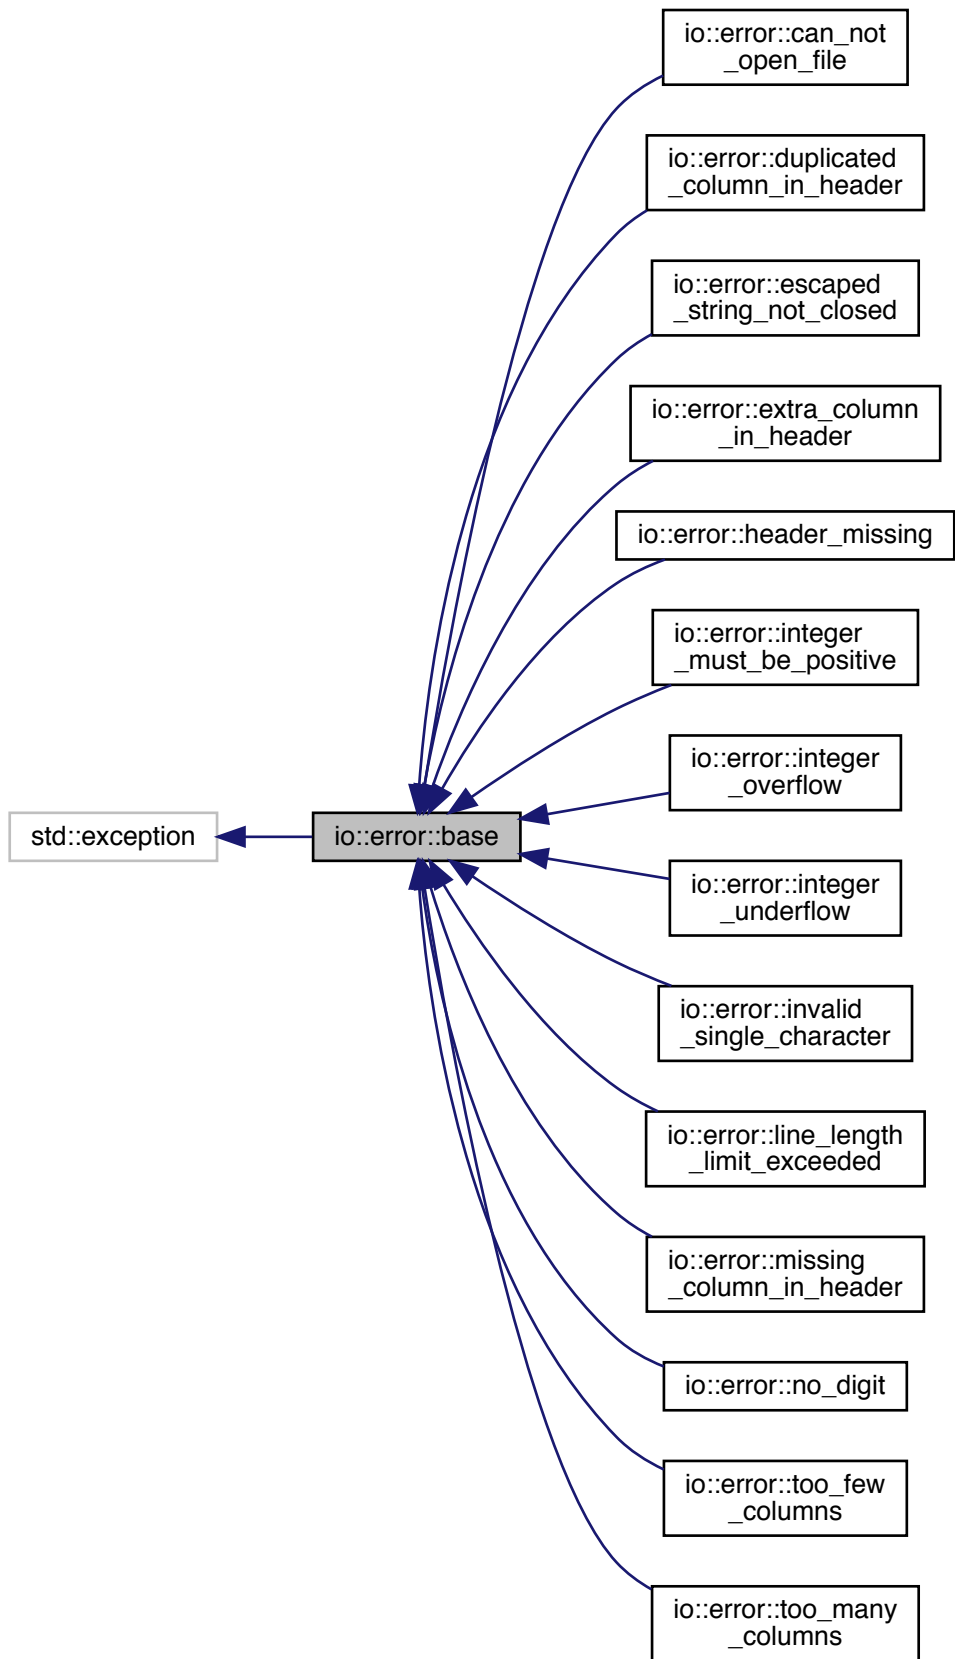 io::error::can_not
_open_file
io::error::duplicated
_column_in_header
io::error::escaped
_string_not_closed
io::error::extra_column
_in_header
io::error::header_missing
io::error::integer
_must_be_positive
io::error::integer
_overflow
std::exception
io::error::base
io::error::integer
_underflow
io::error::invalid
_single_character
io::error::line_length
_limit_exceeded
io::error::missing
_column_in_header
io::error::no_digit
io::error::too_few
_columns
io::error::too_many
_columns